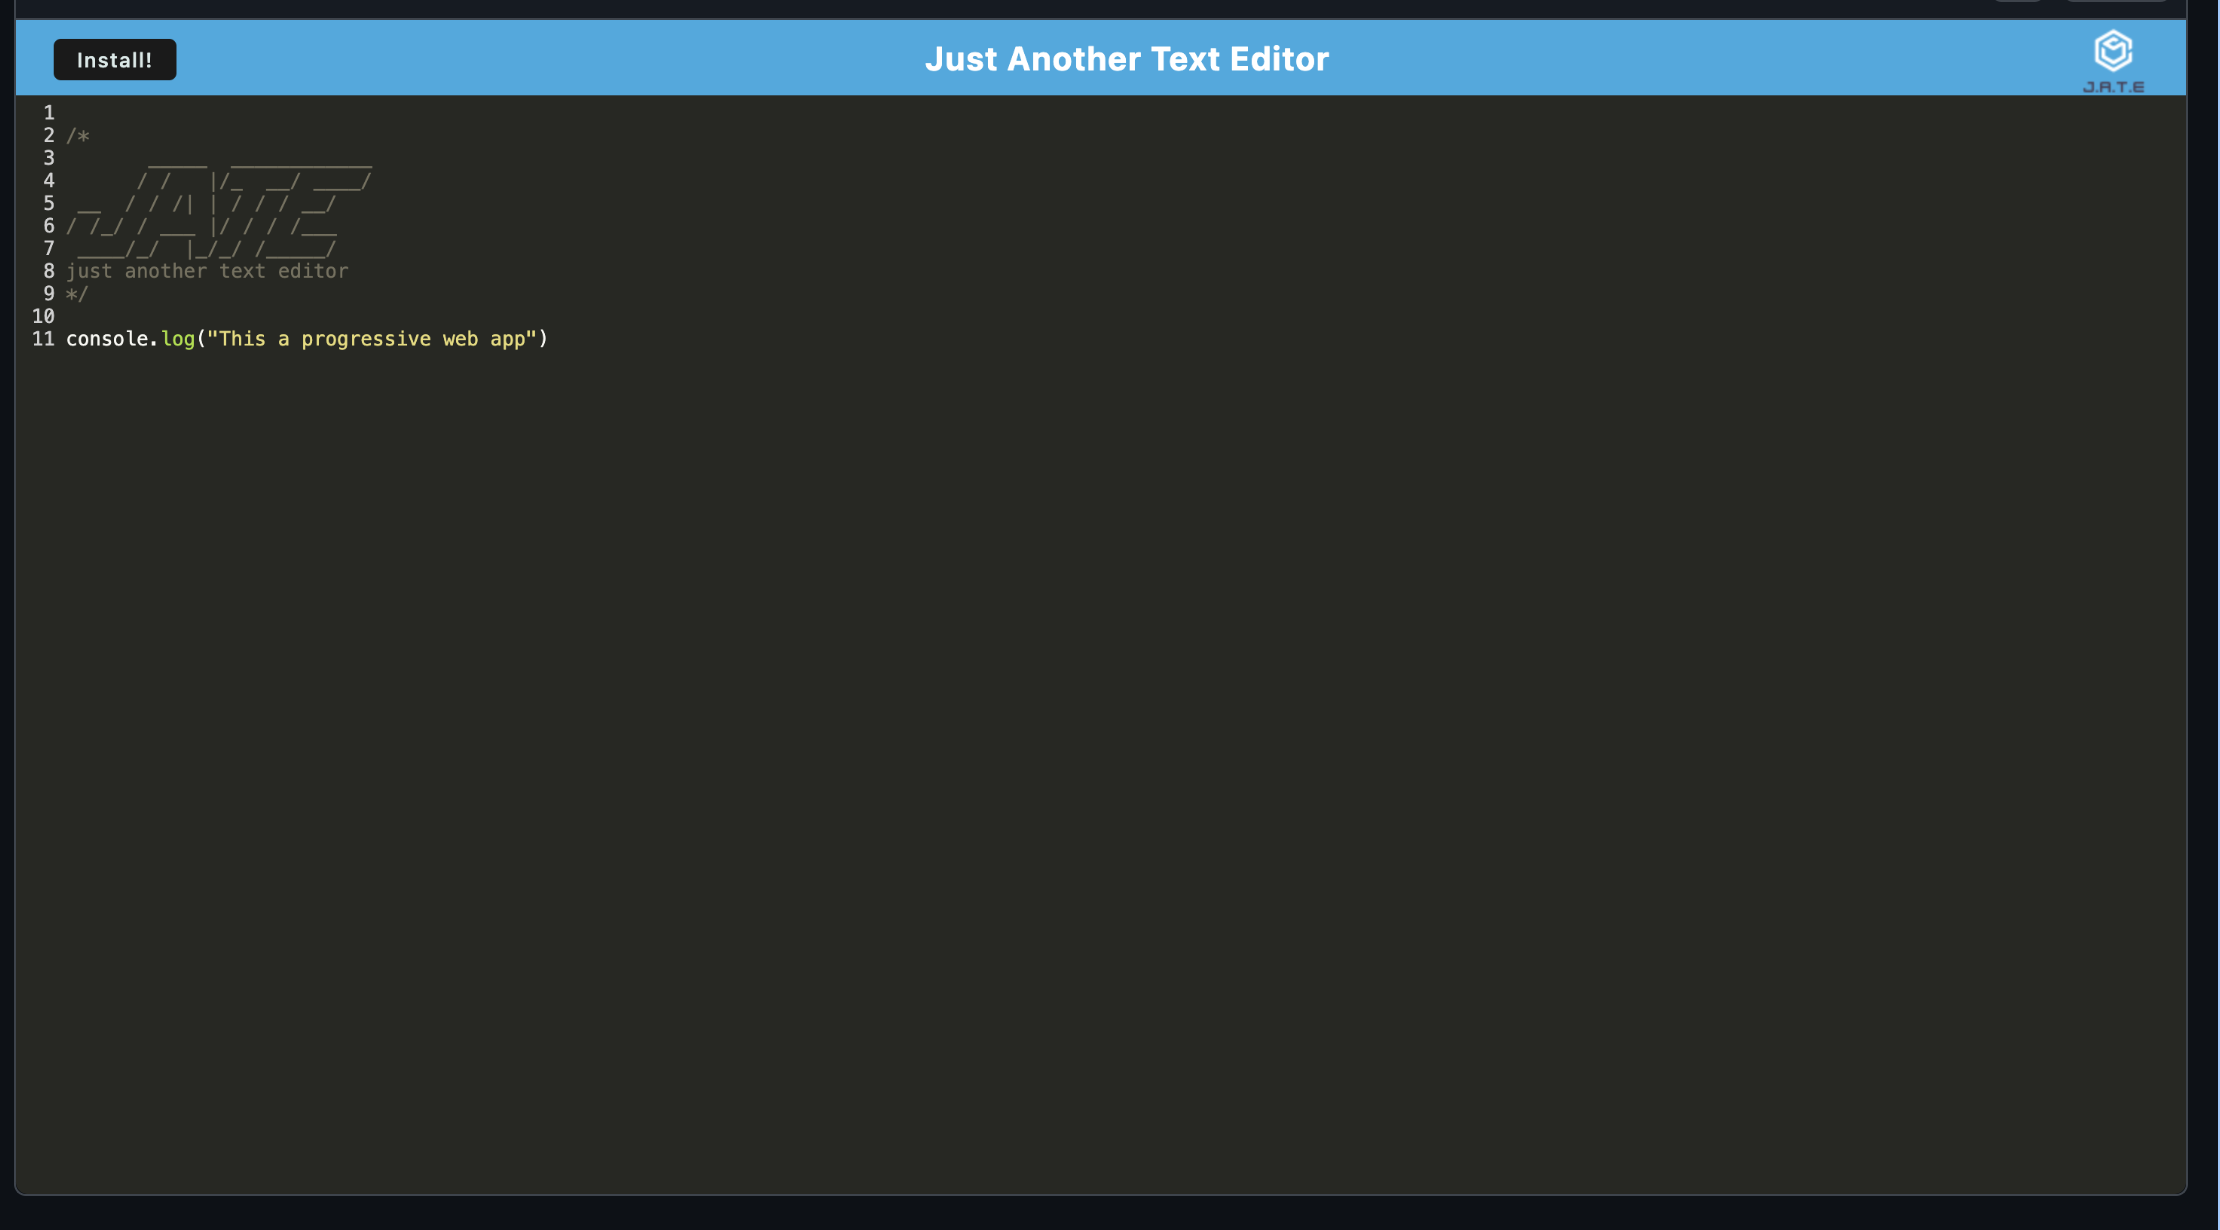 Install!
Just Another Text Editor
J.A.T.E
1
2 /*
3        _____  ____________
4       / /   |/_  __/ ____/
5  __  / / /| | / / / __/
6 / /_/ / ___ |/ / / /___
7  ____/_/  |_/_/ /_____/
8 just another text editor
9 */
10
11 console.log("This a progressive web app")